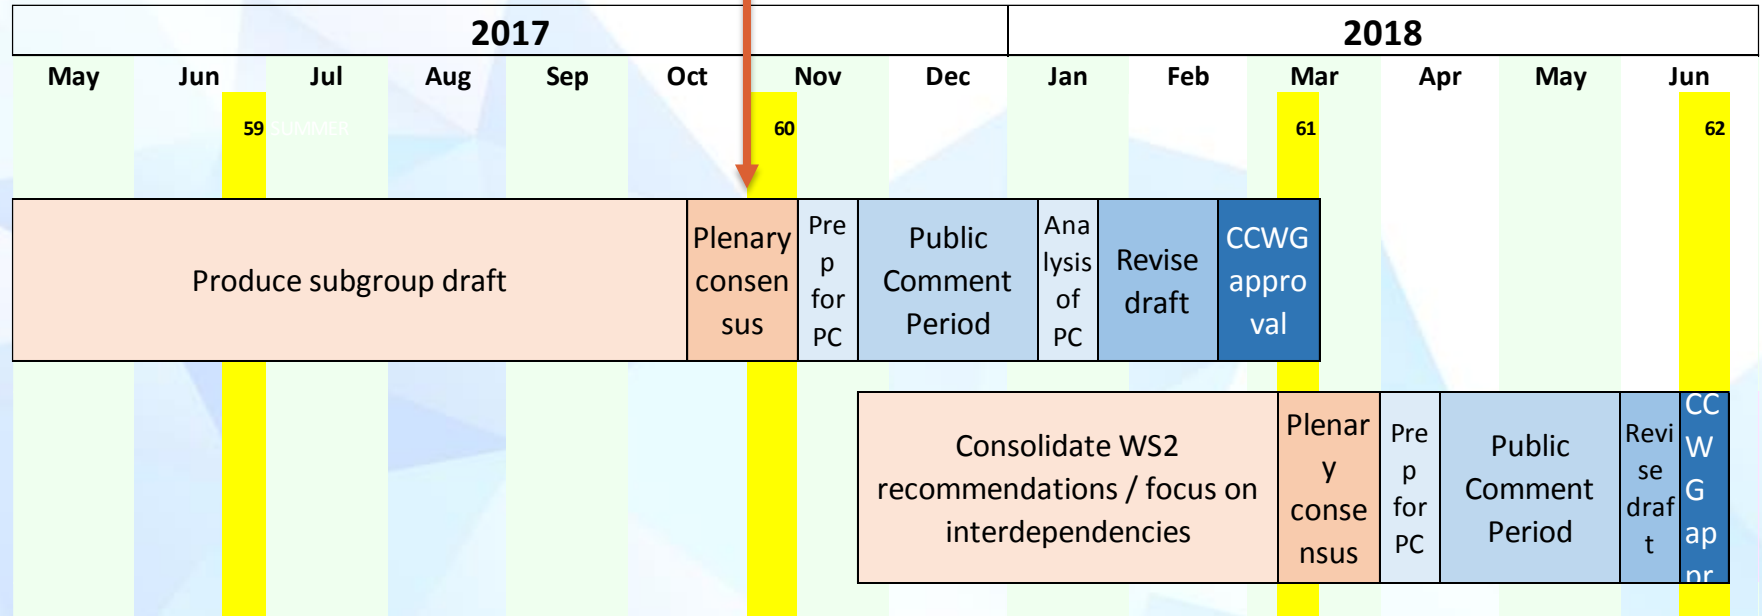 2017 2018
May Jun Jul Aug Sep Oct Nov Dec Jan Feb Mar Apr May Jun
59 SUMMER 60 61 62
Produce subgroup draft
Plenary
consen
sus
Pre
p
for
PC
Public
Comment
Period
Ana
lysis
of
PC
Revise
draft
CCWG
appro
val
Consolidate WS2
recommendations / focus on
interdependencies
Plenar
y
conse
nsus
Pre
p
for
PC
Public
Comment
Period
Revi
se
draf
t
CC
W
G
ap
pr